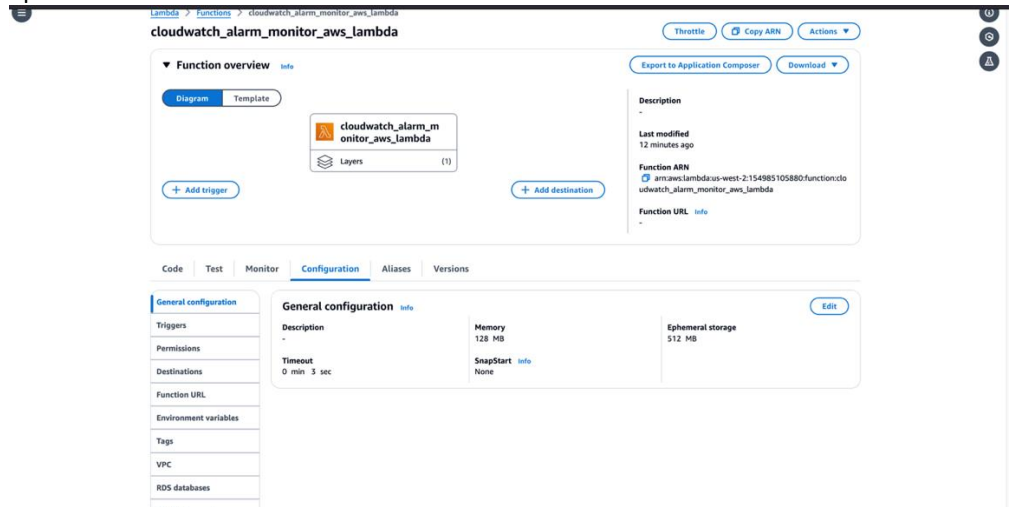 Lambda > Functions > cloudwatch_alarm_monitor_aws_lambda
cloudwatch_alarm_monitor_aws_lambda
Throttle
Copy ARN
Actions
Function overview Info
Export to Application Composer
Download
Diagram
Template
cloudwatch_alarm_m
onitor_aws_lambda
Layers (1)
+ Add trigger
+ Add destination
Description
-
Last modified
12 minutes ago
Function ARN
arn:aws:lambda:us-west-2:154985105880:function:clo
udwatch_alarm_monitor_aws_lambda
Function URL Info
-
Code Test Monitor Configuration Aliases Versions
General configuration
Triggers
Permissions
Destinations
Function URL
Environment variables
Tags
VPC
RDS databases
General configuration Info
Edit
Description
-
Memory
128 MB
Ephemeral storage
512 MB
Timeout
0 min 3 sec
SnapStart Info
None